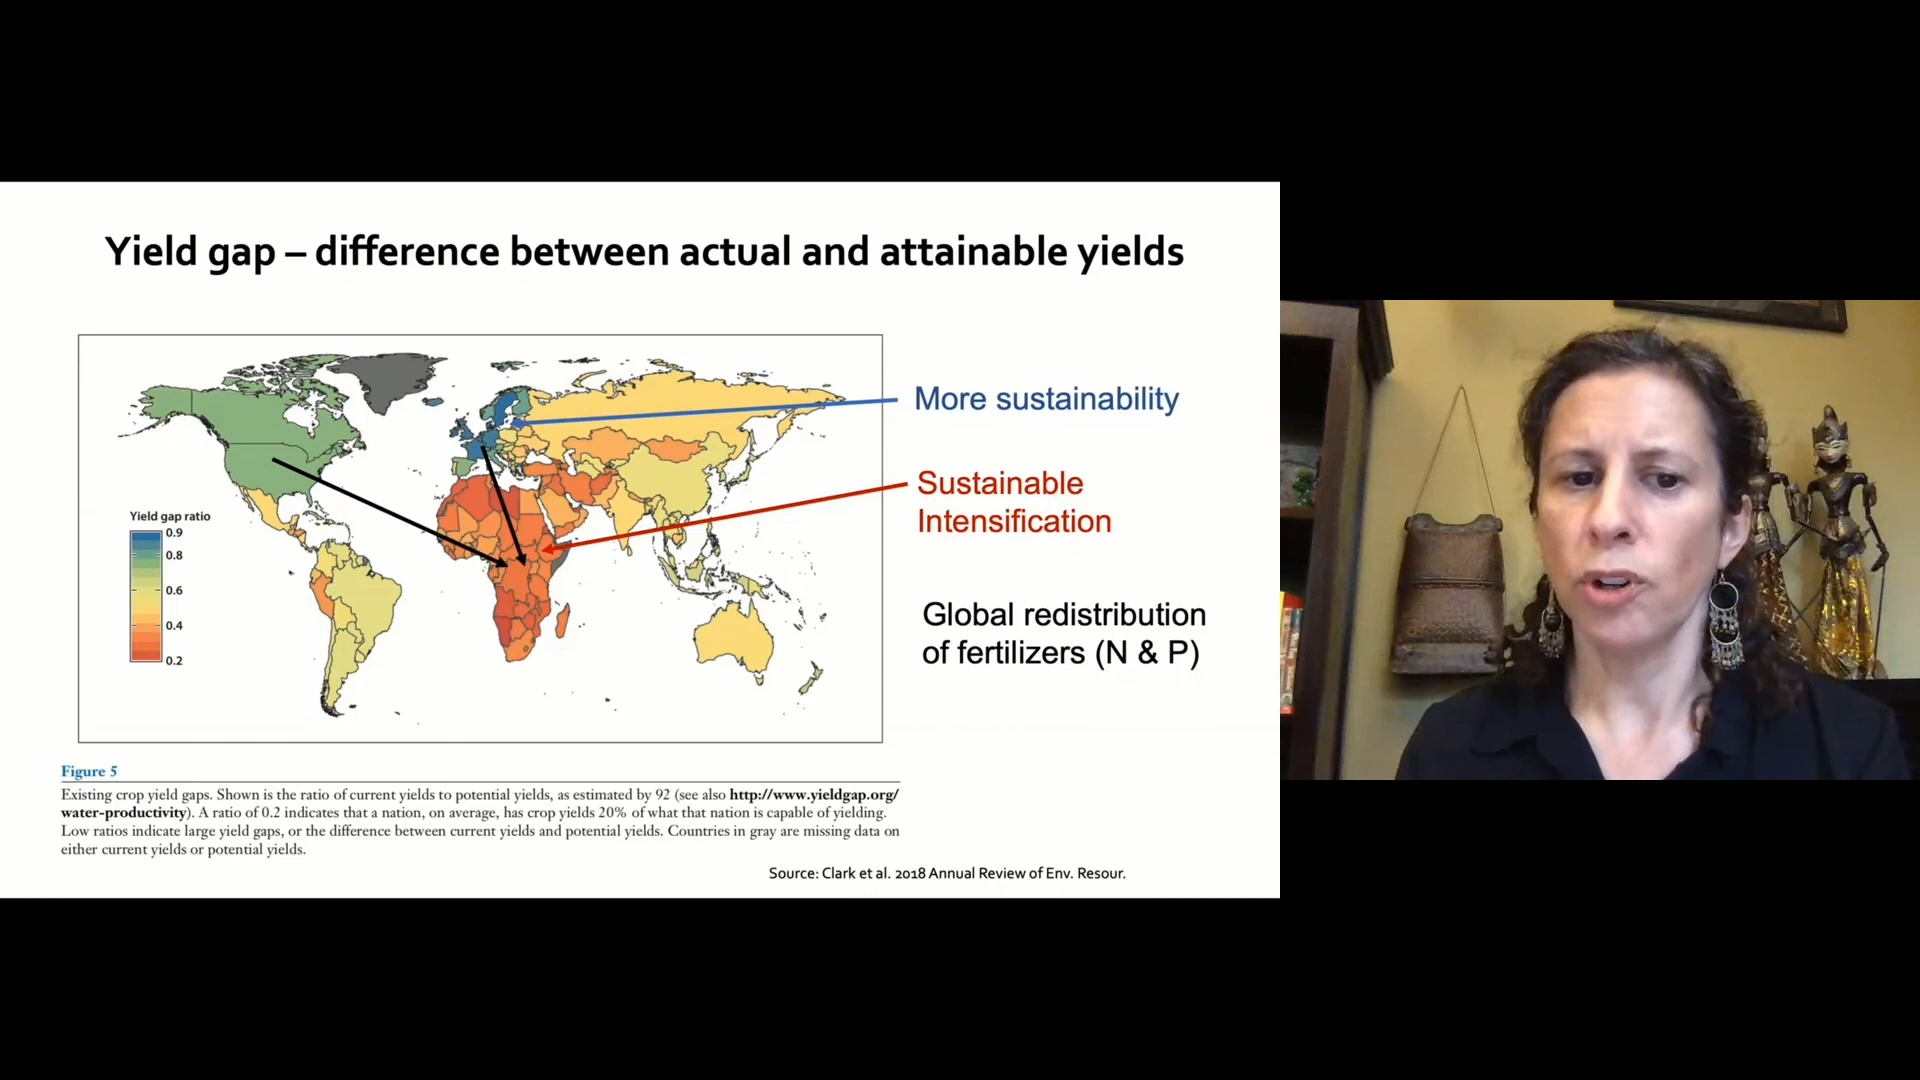 Yield gap – difference between actual and attainable yields
More sustainability
Sustainable
Intensification
Global redistribution
of fertilizers (N & P)
Yield gap ratio
0.9
0.8
0.6
0.4
0.2
Figure 5
Existing crop yield gaps. Shown is the ratio of current yields to potential yields, as estimated by 92 (see also http://www.yieldgap.org/
water-productivity). A ratio of 0.2 indicates that a nation, on average, has crop yields 20% of what that nation is capable of yielding.
Low ratios indicate large yield gaps, or the difference between current yields and potential yields. Countries in gray are missing data on
either current yields or potential yields.
Source: Clark et al. 2018 Annual Review of Env. Resour.